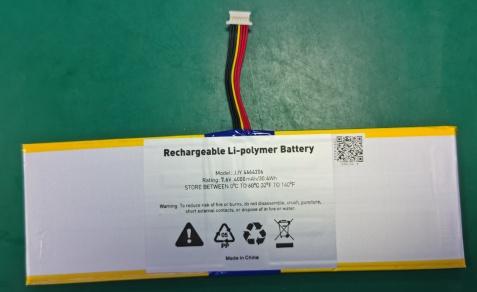 Rechargeable Li-polymer Battery
Model: JJY 4464206
Rating: 7.6V 4000mAh/30.4Wh
STORE BETWEEN 0℃ TO 60℃ 32℉ TO 140℉
Warning: To reduce risk of fire or burns, do not disassemble, crush, puncture,
short external contacts, or dispose of in fire or water.
05
PP
Made in China